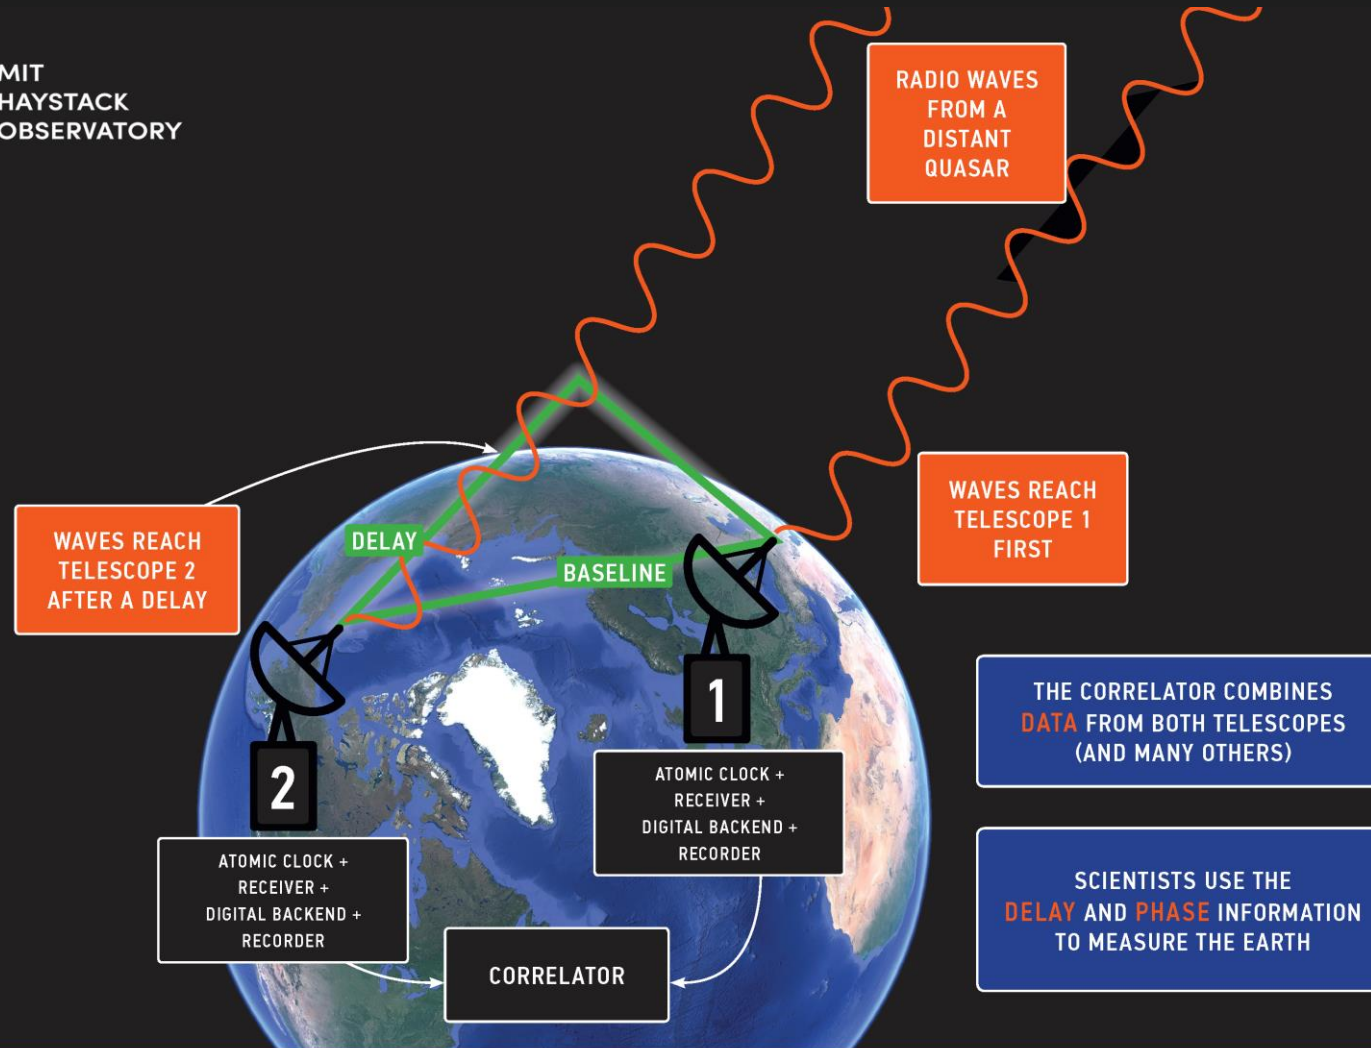 MIT
HAYSTACK
OBSERVATORY
RADIO WAVES
FROM A
DISTANT
QUASAR
WAVES REACH
TELESCOPE 1
FIRST
WAVES REACH
TELESCOPE 2
AFTER A DELAY
DELAY
BASELINE
1
2
ATOMIC CLOCK +
RECEIVER +
DIGITAL BACKEND +
RECORDER
ATOMIC CLOCK +
RECEIVER +
DIGITAL BACKEND +
RECORDER
CORRELATOR
THE CORRELATOR COMBINES
DATA FROM BOTH TELESCOPES
(AND MANY OTHERS)
SCIENTISTS USE THE
DELAY AND PHASE INFORMATION
TO MEASURE THE EARTH